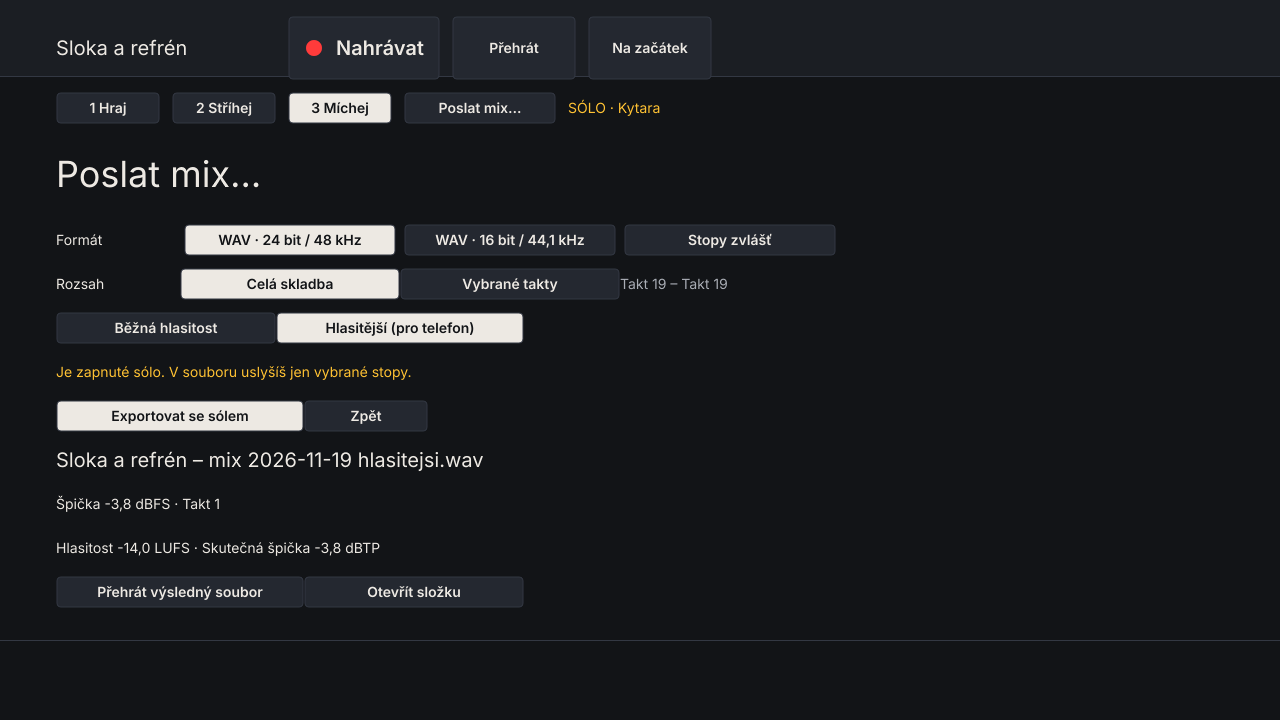 Sloka a refrén
Nahrávat
Přehrát
Na začátek
1 Hraj
2 Stříhej
3 Míchej
Poslat mix…
SÓLO · Kytara
Poslat mix…
Formát
WAV · 24 bit / 48 kHz
WAV · 16 bit / 44,1 kHz
Stopy zvlášť
Rozsah
Celá skladba
Vybrané takty
Takt 19 – Takt 19
Běžná hlasitost
Hlasitější (pro telefon)
Je zapnuté sólo. V souboru uslyšíš jen vybrané stopy.
Exportovat se sólem
Zpět
Sloka a refrén – mix 2026-11-19 hlasitejsi.wav
Špička -3,8 dBFS · Takt 1
Hlasitost -14,0 LUFS · Skutečná špička -3,8 dBTP
Přehrát výsledný soubor
Otevřít složku